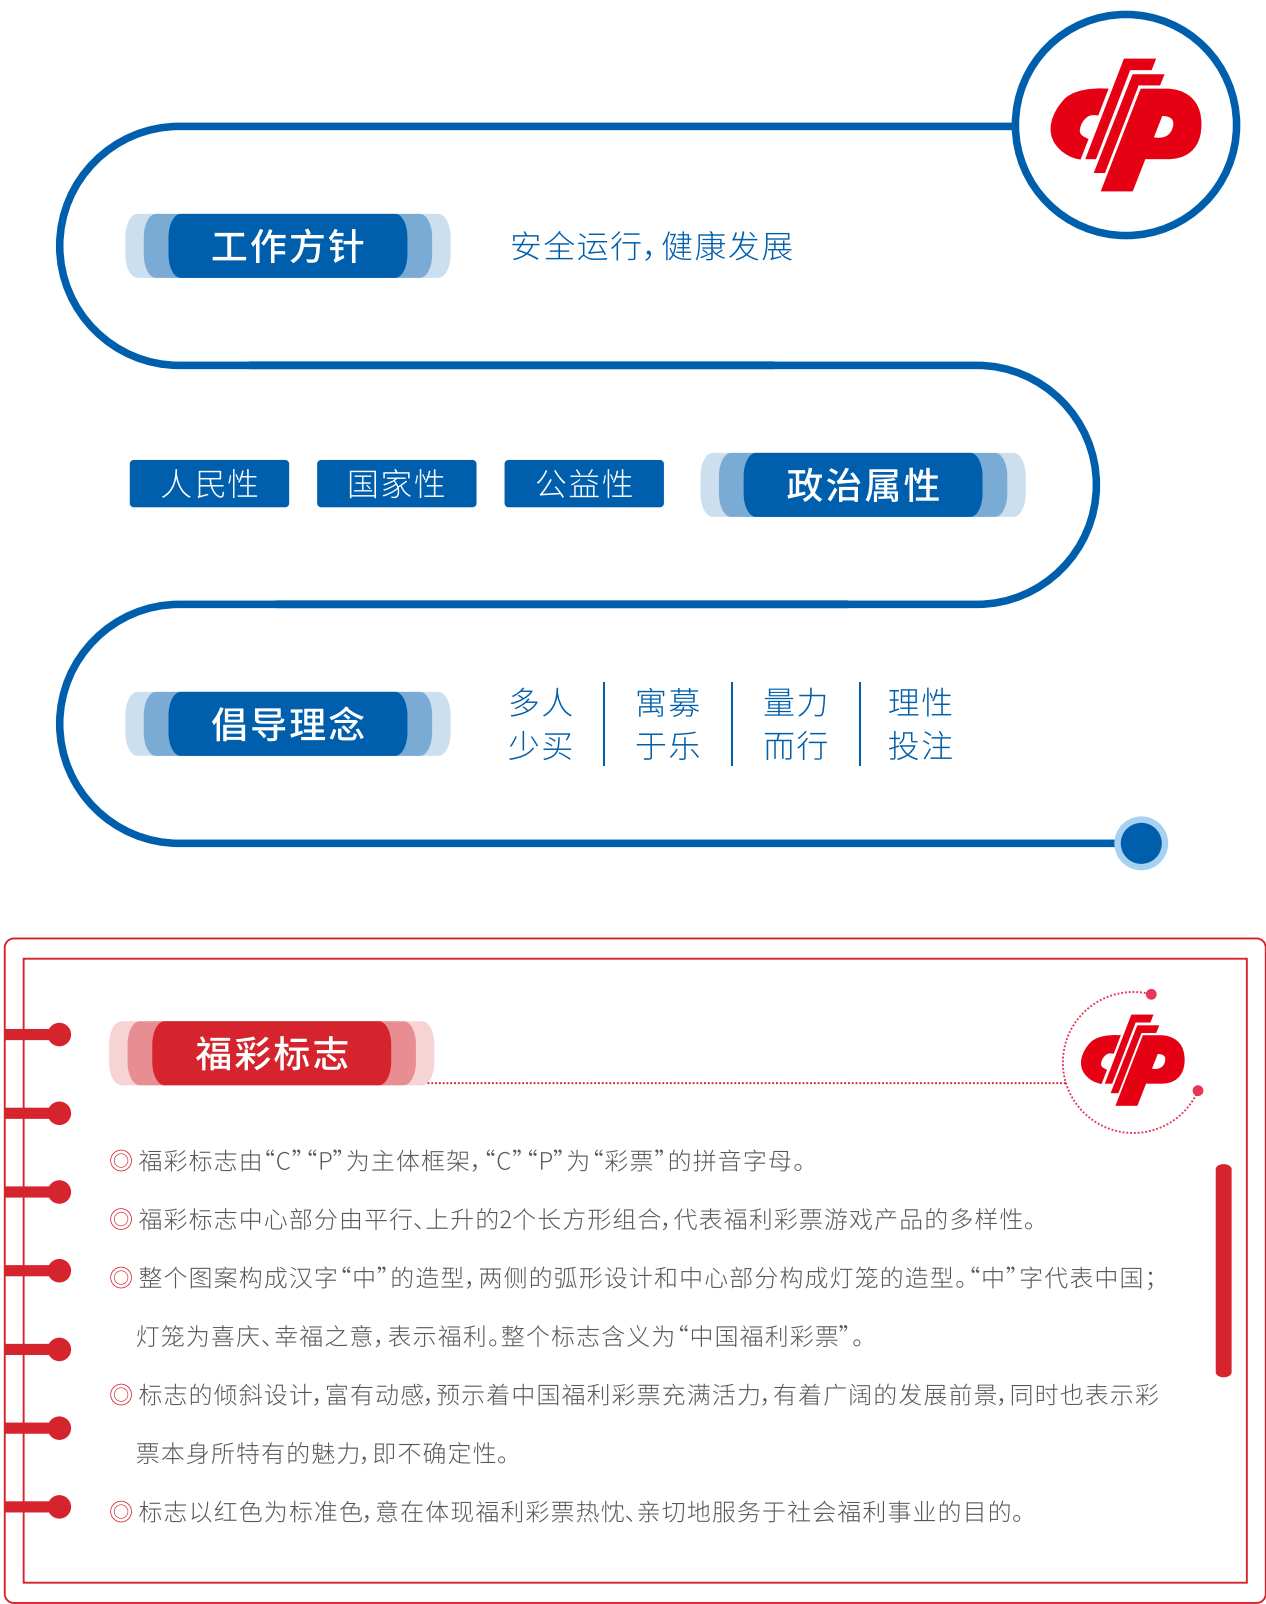 工作方针
安全运行，健康发展
人民性 国家性 公益性 政治属性
倡导理念
多人 寓募 量力 理性
少买 于乐 而行 投注
福彩标志
◎ 福彩标志由“C”“P”为主体框架，“C”“P”为“彩票”的拼音字母。
◎ 福彩标志中心部分由平行、上升的2个长方形组合，代表福利彩票游戏产品的多样性。
◎ 整个图案构成汉字“中”的造型，两侧的弧形设计和中心部分构成灯笼的造型。“中”字代表中国；
灯笼为喜庆、幸福之意，表示福利。整个标志含义为“中国福利彩票”。
◎ 标志的倾斜设计，富有动感，预示着中国福利彩票充满活力，有着广阔的发展前景，同时也表示彩
票本身所特有的魅力，即不确定性。
◎ 标志以红色为标准色，意在体现福利彩票热忱、亲切地服务于社会福利事业的目的。